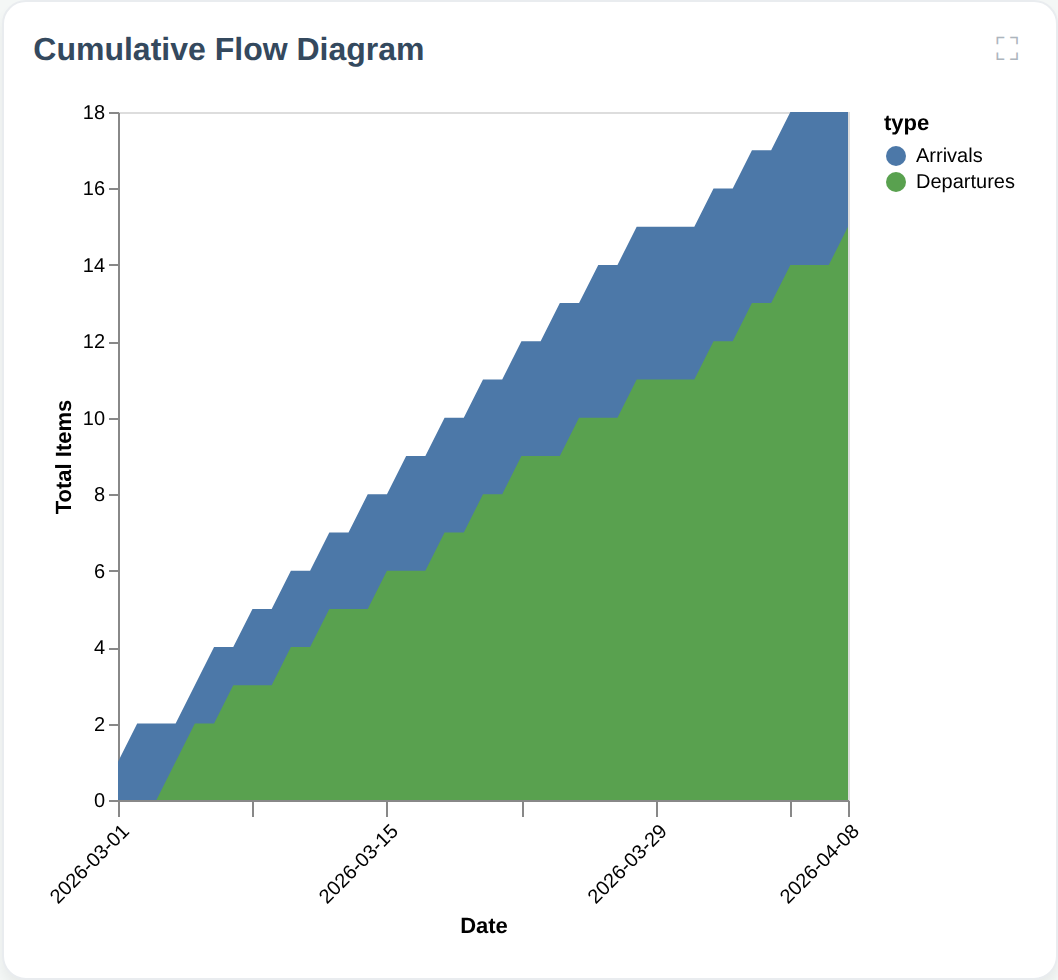 Cumulative Flow Diagram
18
16
14
12
10
8
6
4
2
0
Total Items
2026-03-01
2026-03-15
2026-03-29
2026-04-08
Date
type
Arrivals
Departures